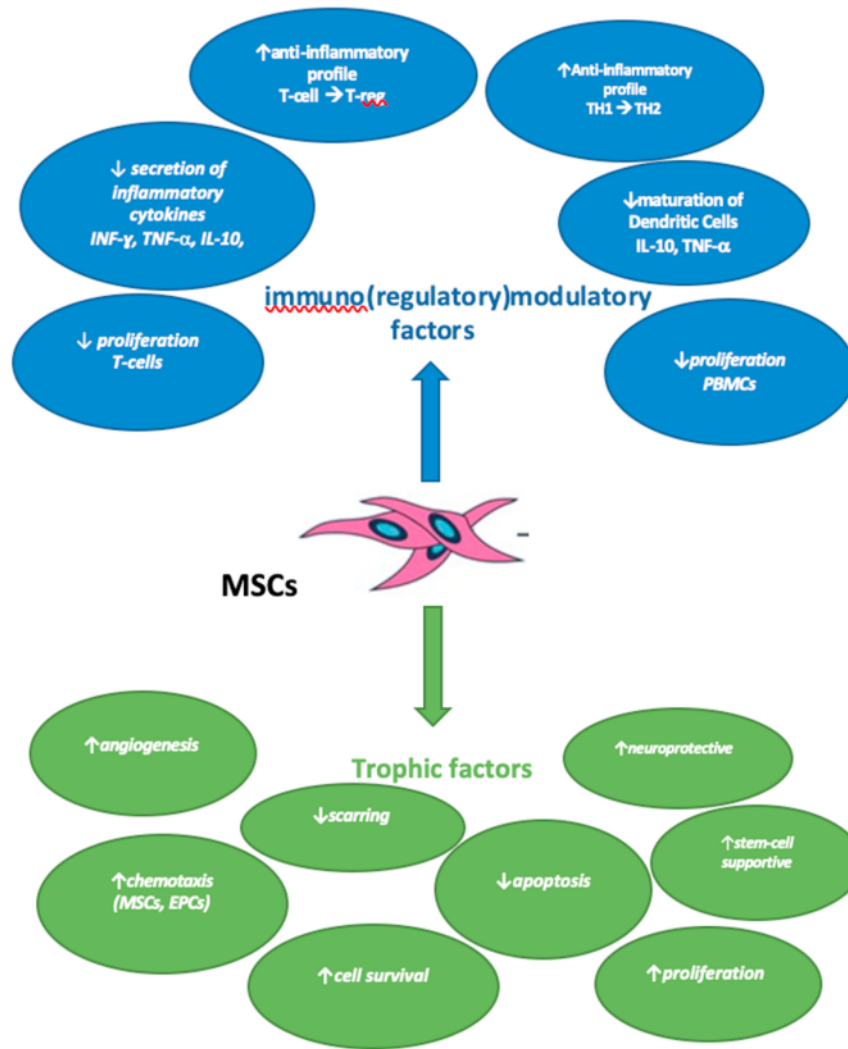 ↑anti-inflammatory
profile
T-cell → T-reg
↑Anti-inflammatory
profile
TH1 → TH2
↓ secretion of
inflammatory
cytokines
INF-γ, TNF-α, IL-10,
↓maturation of
Dendritic Cells
IL-10, TNF-α
immuno(regulatory)modulatory
factors
↓ proliferation
T-cells
↓proliferation
PBMCs
MSCs
↑angiogenesis
↑neuroprotective
Trophic factors
↓scarring
↑stem-cell
supportive
↑chemotaxis
(MSCs, EPCs)
↓apoptosis
↑cell survival
↑proliferation